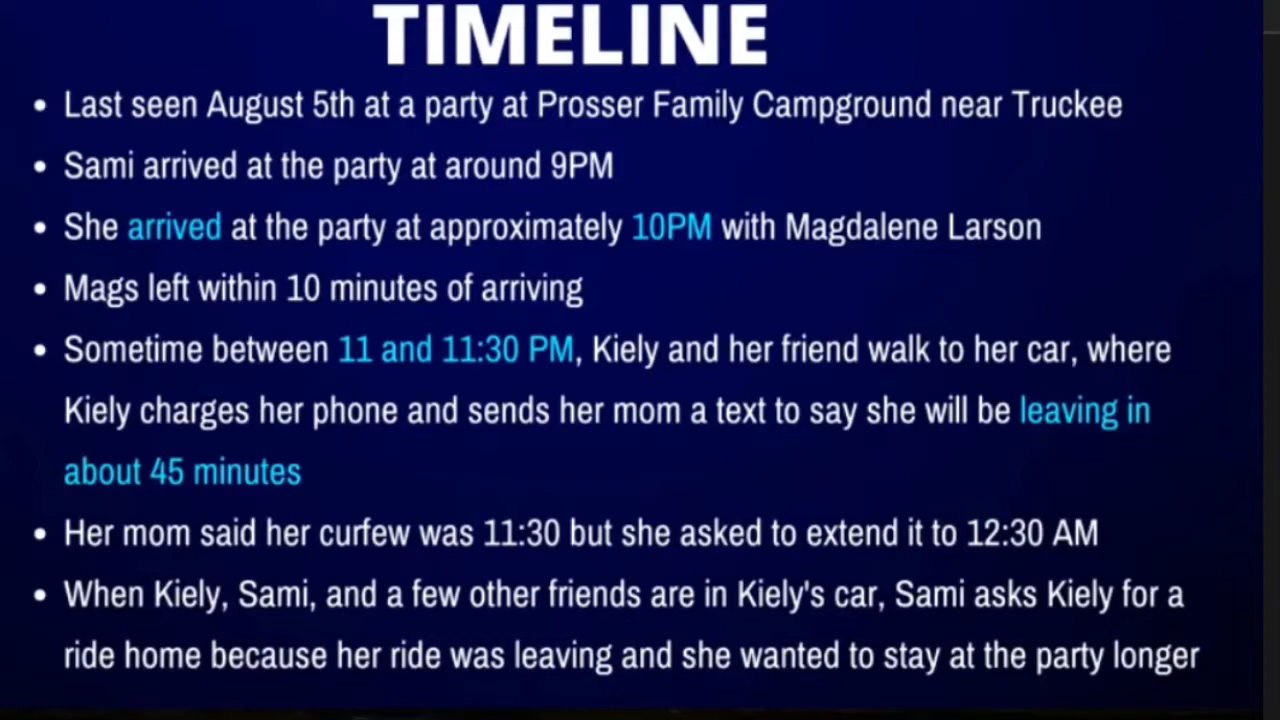 TIMELINE
• Last seen August 5th at a party at Prosser Family Campground near Truckee
• Sami arrived at the party at around 9PM
• She arrived at the party at approximately 10PM with Magdalene Larson
• Mags left within 10 minutes of arriving
• Sometime between 11 and 11:30 PM, Kiely and her friend walk to her car, where
Kiely charges her phone and sends her mom a text to say she will be leaving in
about 45 minutes
• Her mom said her curfew was 11:30 but she asked to extend it to 12:30 AM
• When Kiely, Sami, and a few other friends are in Kiely's car, Sami asks Kiely for a
ride home because her ride was leaving and she wanted to stay at the party longer